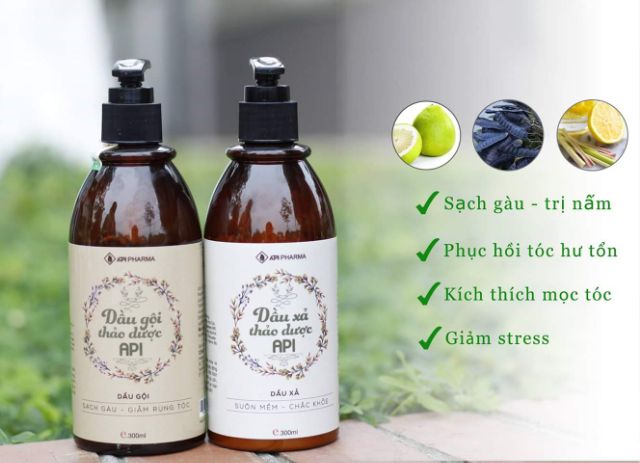 API PHARMA
Dầu gội
thảo dược
API
DẦU GỘI
SẠCH GÀU - GIẢM RỤNG TÓC
e.300ml
API PHARMA
Dầu xả
thảo dược
API
DẦU XẢ
SUÔN MỀM - CHẮC KHỎE
e.300ml
Sạch gàu - trị nấm
Phục hồi tóc hư tổn
Kích thích mọc tóc
Giảm stress